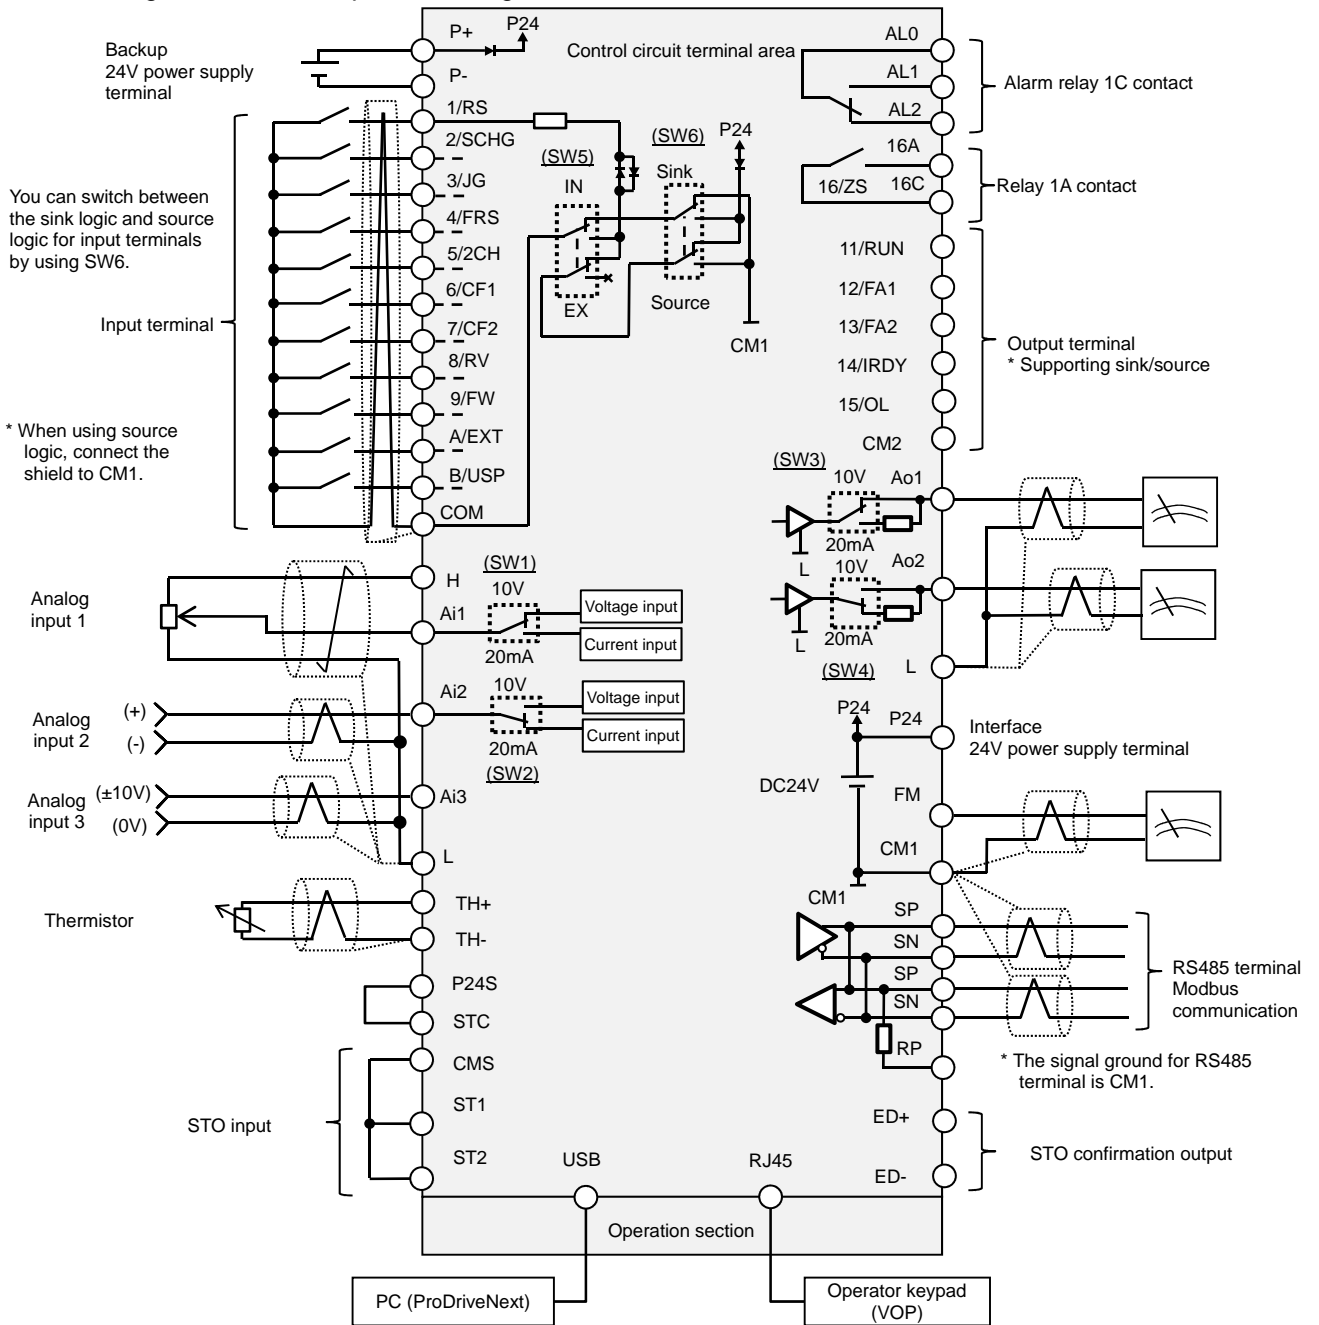 Backup
24V power supply
terminal
You can switch between
the sink logic and source
logic for input terminals
by using SW6.
Input terminal
* When using source
logic, connect the
shield to CM1.
Analog
input 1
Analog
input 2
(+)
(-)
Analog
input 3
(±10V)
(0V)
Thermistor
STO input
P+
P24
P-
1/RS
2/SCHG
3/JG
4/FRS
5/2CH
6/CF1
7/CF2
8/RV
9/FW
A/EXT
B/USP
COM
H
Ai1
Ai2
Ai3
L
TH+
TH-
P24S
STC
CMS
ST1
ST2
Control circuit terminal area
(SW5)
IN
EX
(SW6)
Sink
Source
P24
CM1
(SW1)
10V
20mA
Voltage input
Current input
10V
20mA
(SW2)
Voltage input
Current input
AL0
AL1
AL2
16A
16/ZS
16C
11/RUN
12/FA1
13/FA2
14/IRDY
15/OL
CM2
(SW3)
10V
Ao1
20mA
L
10V
Ao2
20mA
L
(SW4)
L
P24
P24
DC24V
FM
CM1
CM1
SP
SN
SP
SN
RP
ED+
ED-
Alarm relay 1C contact
Relay 1A contact
Output terminal
* Supporting sink/source
Interface
24V power supply terminal
RS485 terminal
Modbus
communication
* The signal ground for RS485
terminal is CM1.
STO confirmation output
USB
RJ45
Operation section
PC (ProDriveNext)
Operator keypad
(VOP)